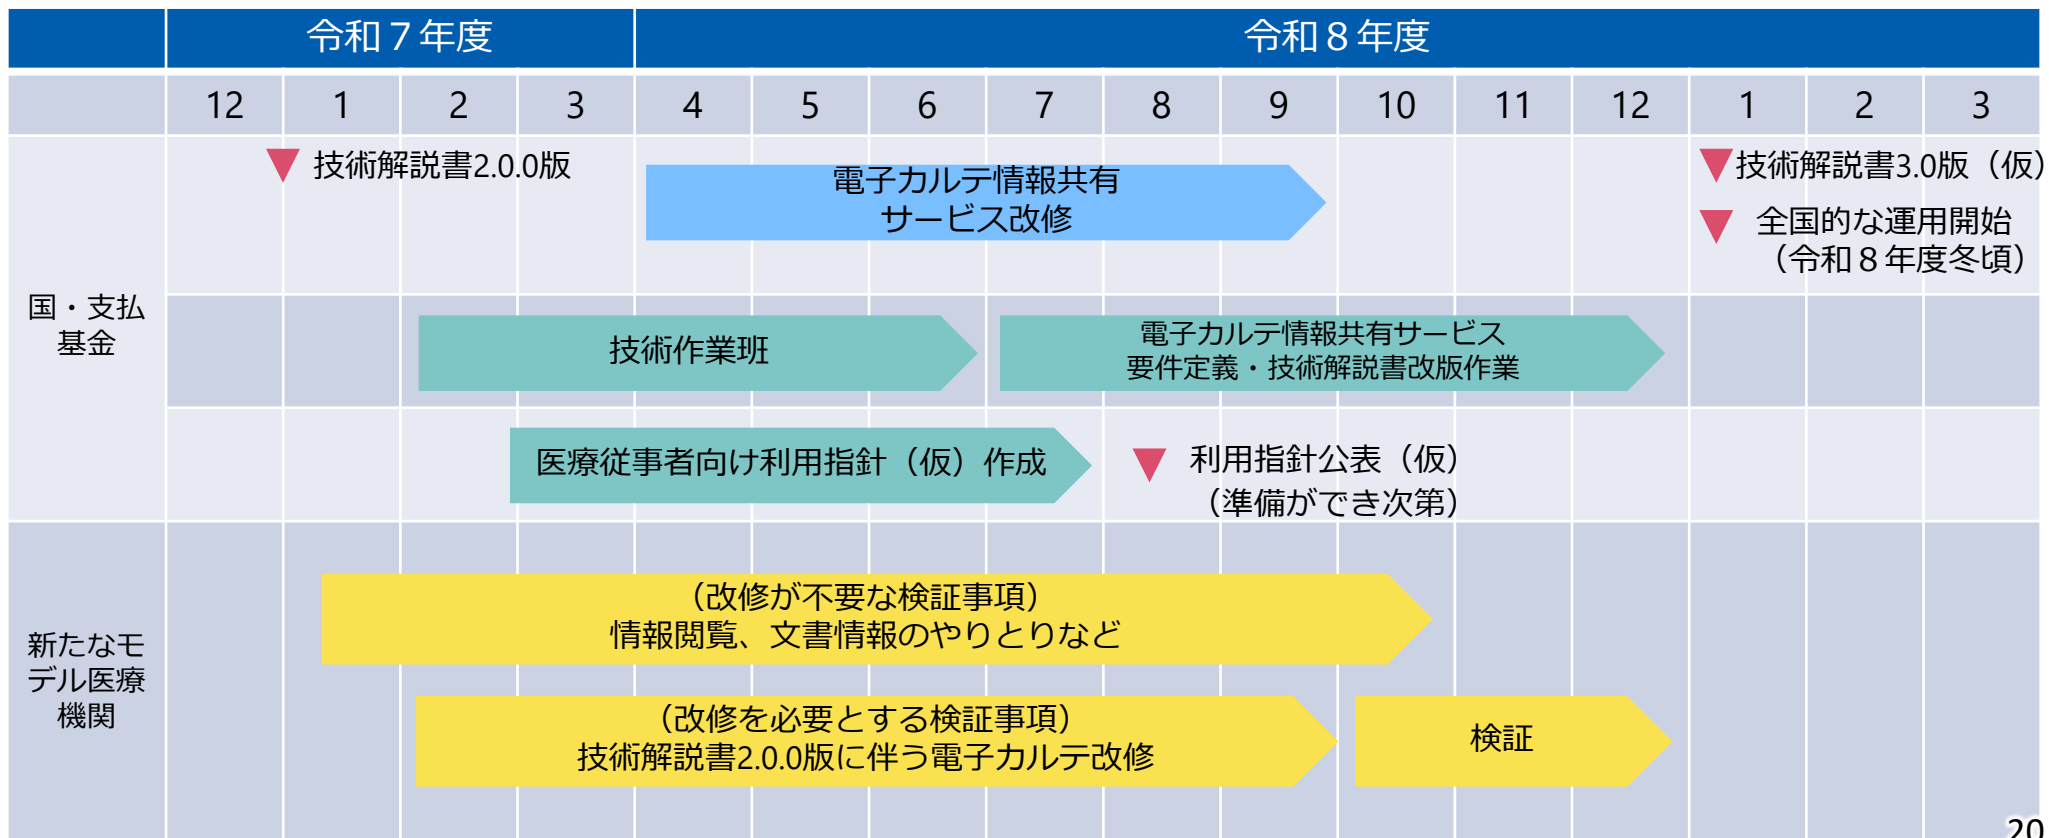 令和７年度
令和８年度
12 1 2 3 4 5 6 7 8 9 10 11 12 1 2 3
国・支払
基金
技術解説書2.0.0版
電子カルテ情報共有
サービス改修
技術解説書3.0版（仮）
全国的な運用開始
（令和８年度冬頃）
技術作業班
電子カルテ情報共有サービス
要件定義・技術解説書改版作業
医療従事者向け利用指針（仮）作成
利用指針公表（仮）
（準備ができ次第）
新たなモ
デル医療
機関
（改修が不要な検証事項）
情報閲覧、文書情報のやりとりなど
（改修を必要とする検証事項）
技術解説書2.0.0版に伴う電子カルテ改修
検証
20